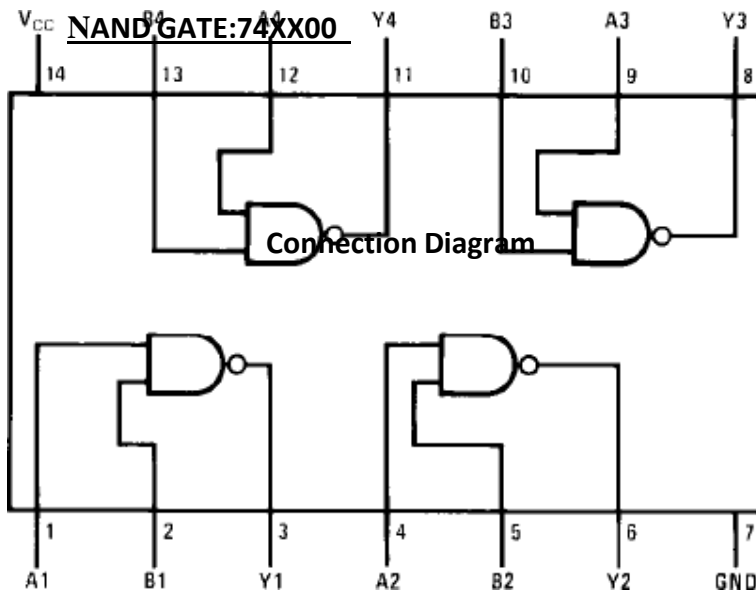 V_CC NAND GATE:74XX00
B4 A4 Y4 B3 A3 Y3
14 13 12 11 10 9 8
Connection Diagram
1 2 3 4 5 6 7
A1 B1 Y1 A2 B2 Y2 GND